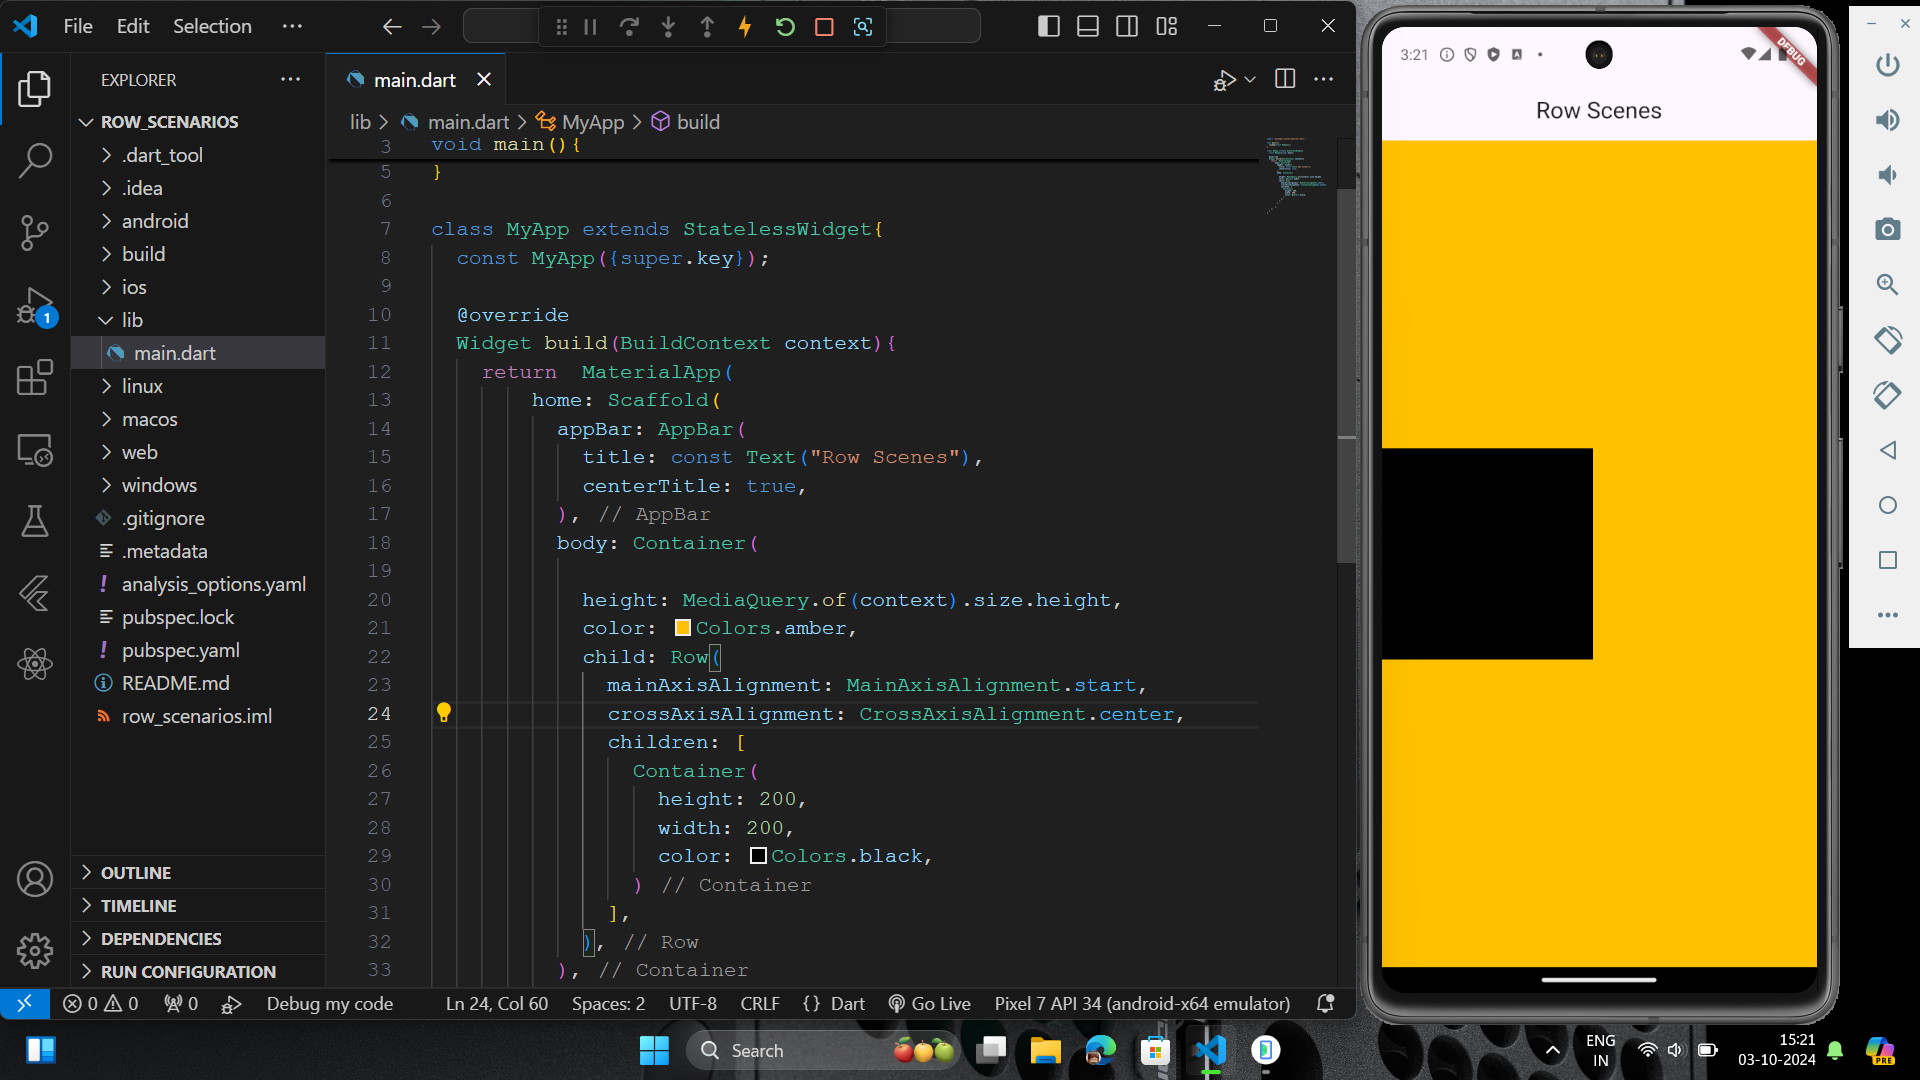 File Edit Selection
EXPLORER
ROW_SCENARIOS
.dart_tool
.idea
android
build
ios
lib
main.dart
linux
macos
web
windows
.gitignore
.metadata
analysis_options.yaml
pubspec.lock
pubspec.yaml
README.md
row_scenarios.iml
OUTLINE
TIMELINE
DEPENDENCIES
RUN CONFIGURATION
1
main.dart
lib > main.dart > MyApp > build
3 void main(){
5 }
6
7 class MyApp extends StatelessWidget{
8 const MyApp({super.key});
9
10 @override
11 Widget build(BuildContext context){
12 return MaterialApp(
13 home: Scaffold(
14 appBar: AppBar(
15 title: const Text("Row Scenes"),
16 centerTitle: true,
17 ), // AppBar
18 body: Container(
19
20 height: MediaQuery.of(context).size.height,
21 color: Colors.amber,
22 child: Row(
23 mainAxisAlignment: MainAxisAlignment.start,
24 crossAxisAlignment: CrossAxisAlignment.center,
25 children: [
26 Container(
27 height: 200,
28 width: 200,
29 color: Colors.black,
30 ) // Container
31 ],
32 ), // Row
33 ), // Container
0 0 0 Debug my code Ln 24, Col 60 Spaces: 2 UTF-8 CRLF {} Dart Go Live Pixel 7 API 34 (android-x64 emulator)
3:21
DEBUG
Row Scenes
Search
ENG
IN
15:21
03-10-2024
PRE